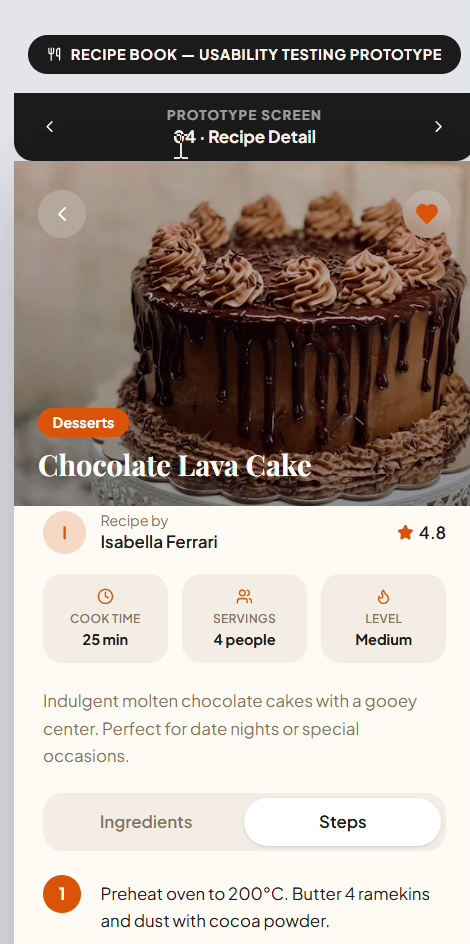 RECIPE BOOK — USABILITY TESTING PROTOTYPE
PROTOTYPE SCREEN
04 · Recipe Detail
Desserts
Chocolate Lava Cake
I
Recipe by
Isabella Ferrari
4.8
COOK TIME
25 min
SERVINGS
4 people
LEVEL
Medium
Indulgent molten chocolate cakes with a gooey
center. Perfect for date nights or special
occasions.
Ingredients
Steps
1
Preheat oven to 200°C. Butter 4 ramekins
and dust with cocoa powder.